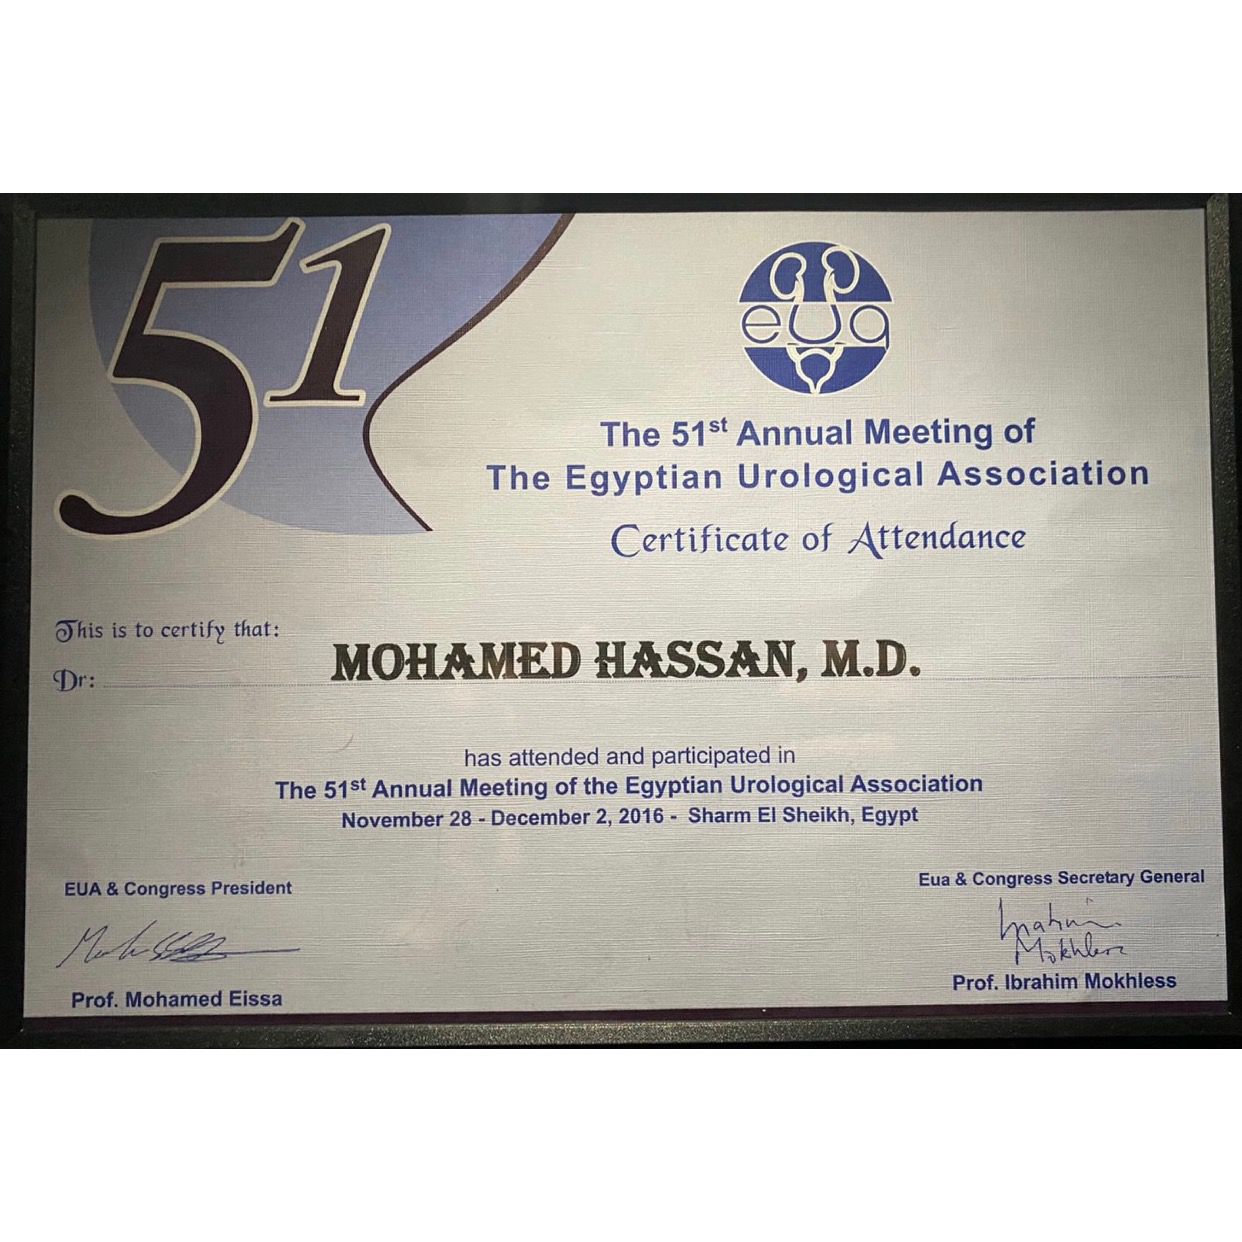 51
eua
The 51st Annual Meeting of
The Egyptian Urological Association
Certificate of Attendance
This is to certify that:
Dr:
MOHAMED HASSAN, M.D.
has attended and participated in
The 51st Annual Meeting of the Egyptian Urological Association
November 28 - December 2, 2016 - Sharm El Sheikh, Egypt
EUA & Congress President
Prof. Mohamed Eissa
Eua & Congress Secretary General
Ibrahim
Mokhless
Prof. Ibrahim Mokhless